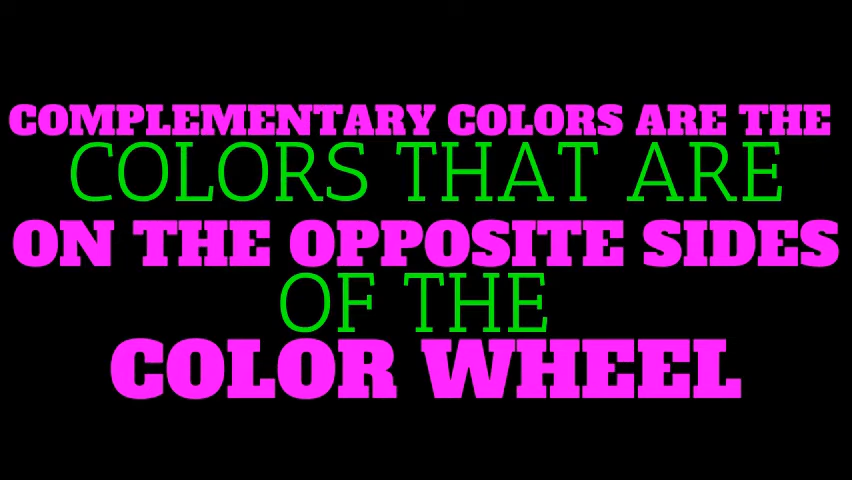 COMPLEMENTARY COLORS ARE THE
COLORS THAT ARE
ON THE OPPOSITE SIDES
OF THE
COLOR WHEEL